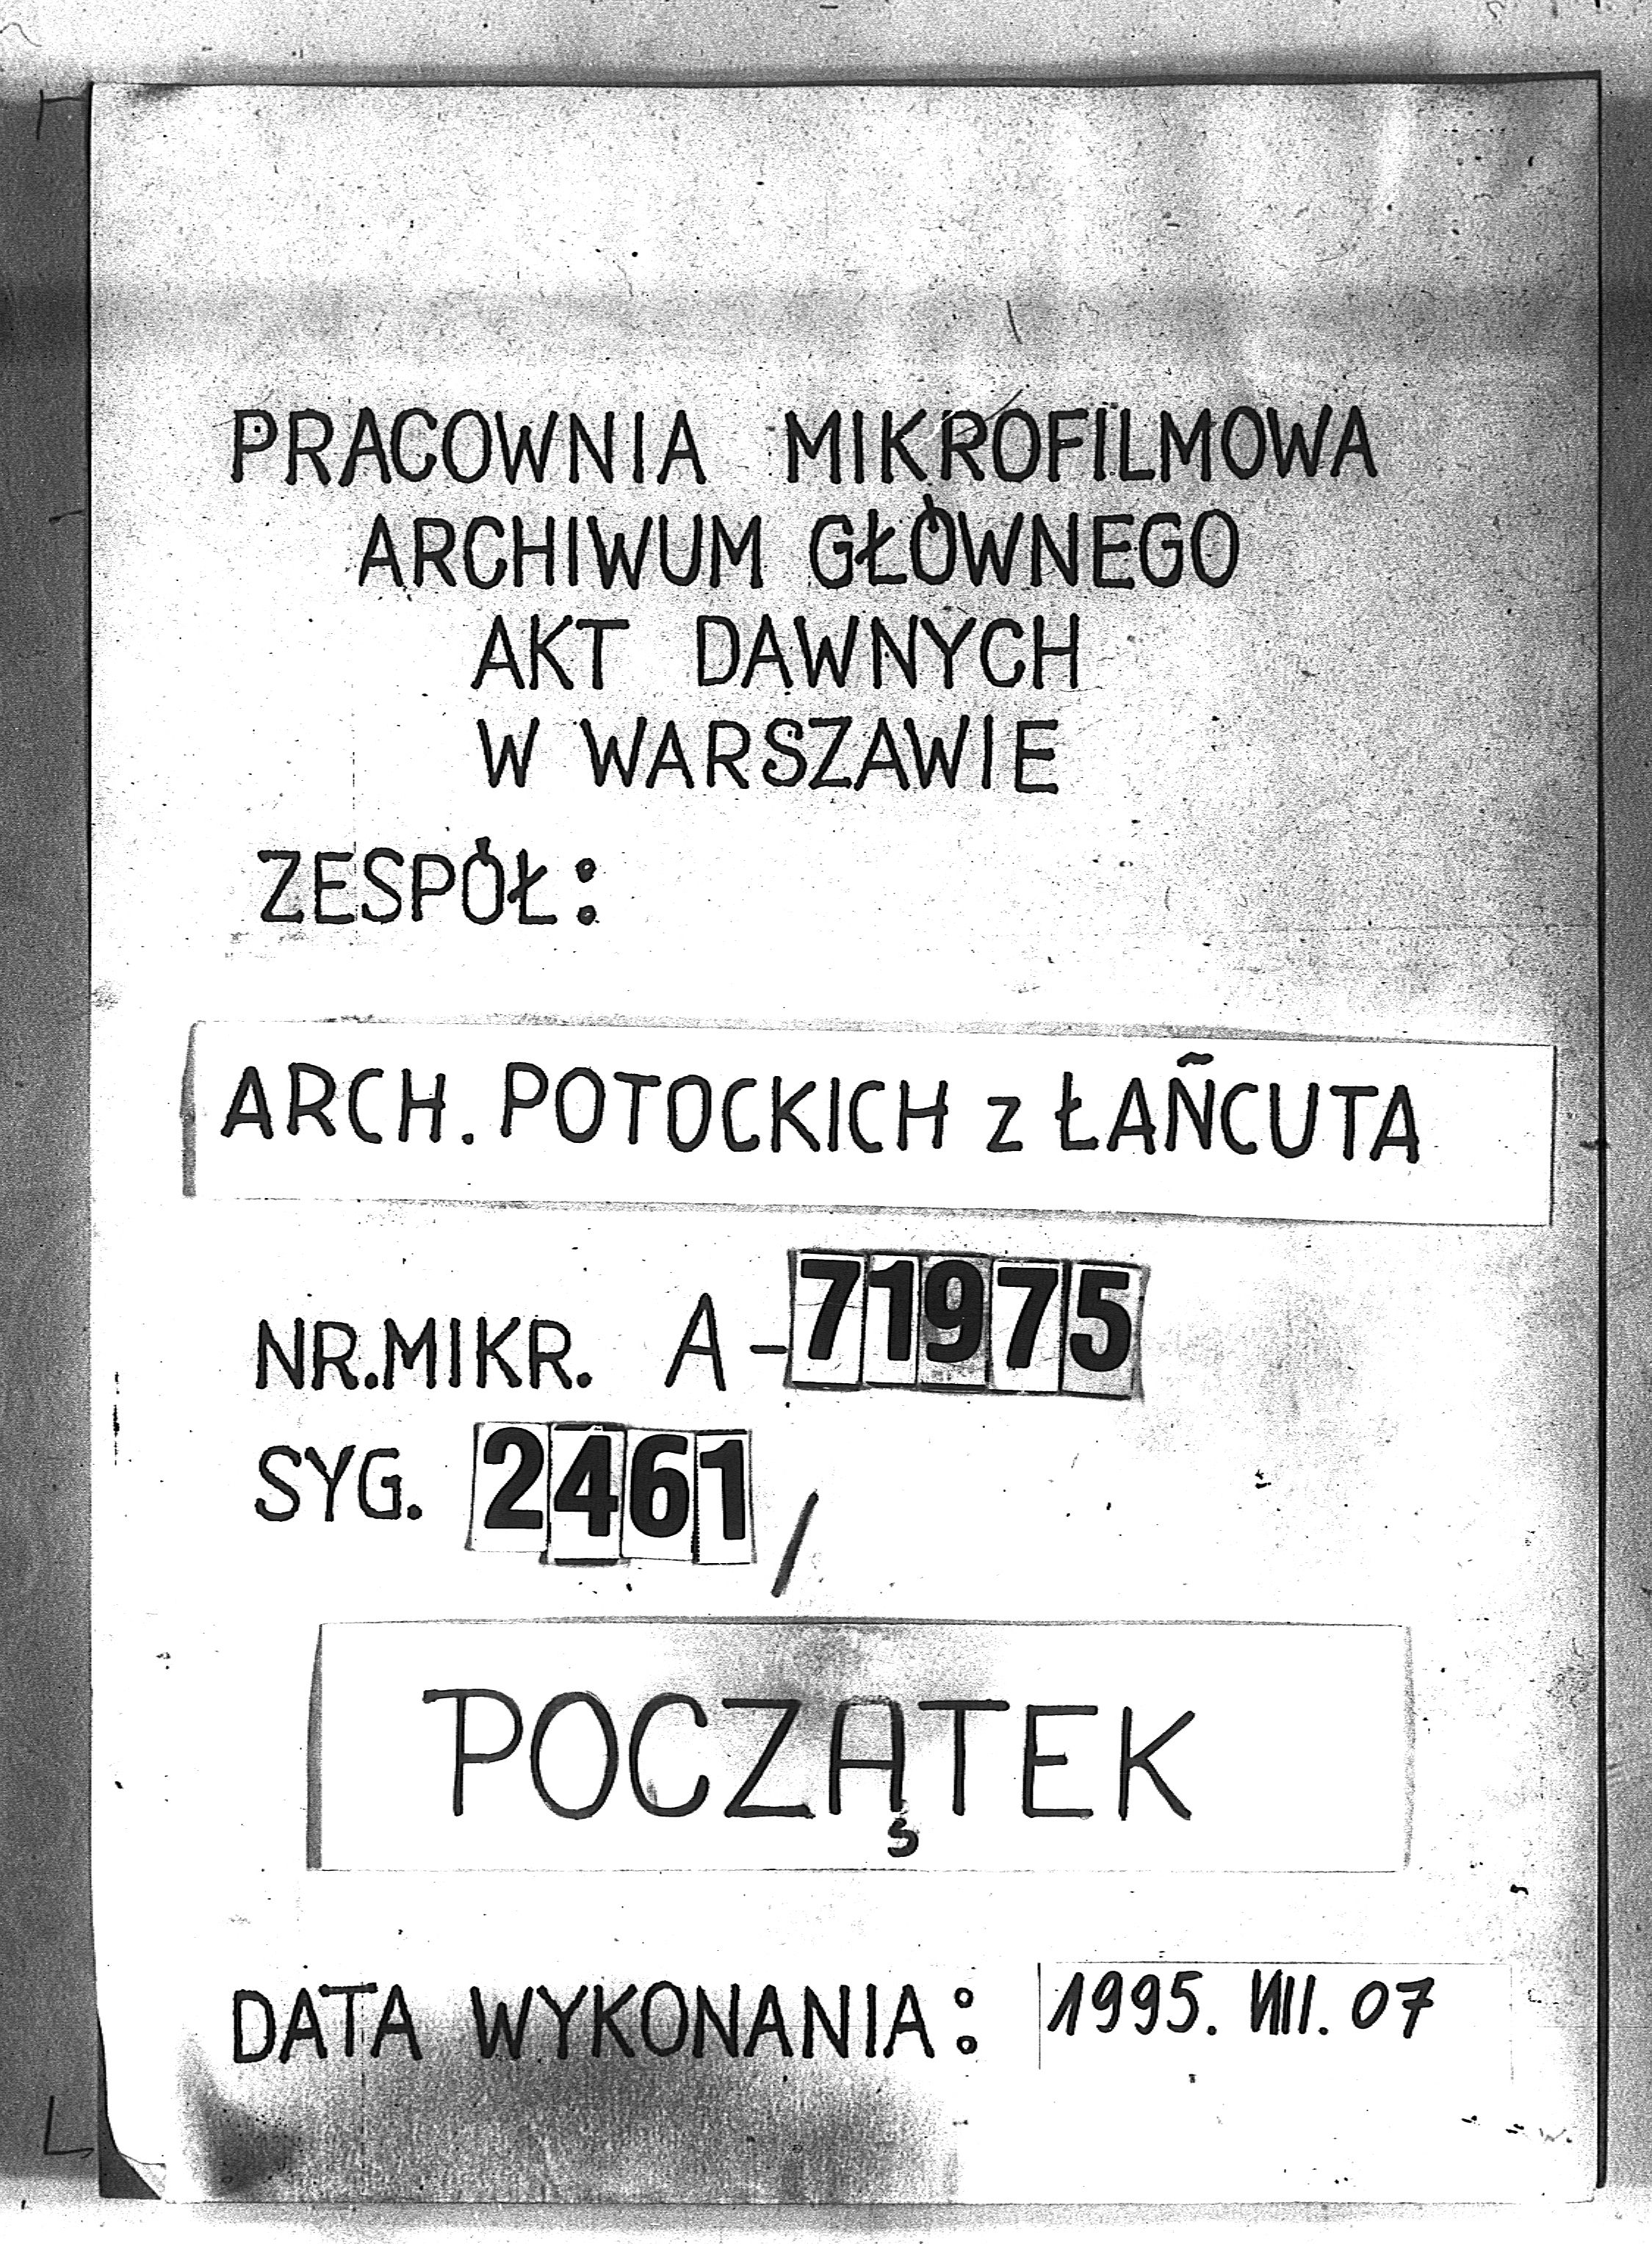 PRACOWNIA MIKROFILMOWA
ARCHIWUM GŁÓWNEGO
AKT DAWNYCH
W WARSZAWIE
ZESPÓŁ:
ARCH. POTOCKICH z ŁAŃCUTA
NR.MIKR. A-71975
SYG. 2461/
POCZĄTEK
DATA WYKONANIA: 1995. VIII. 07